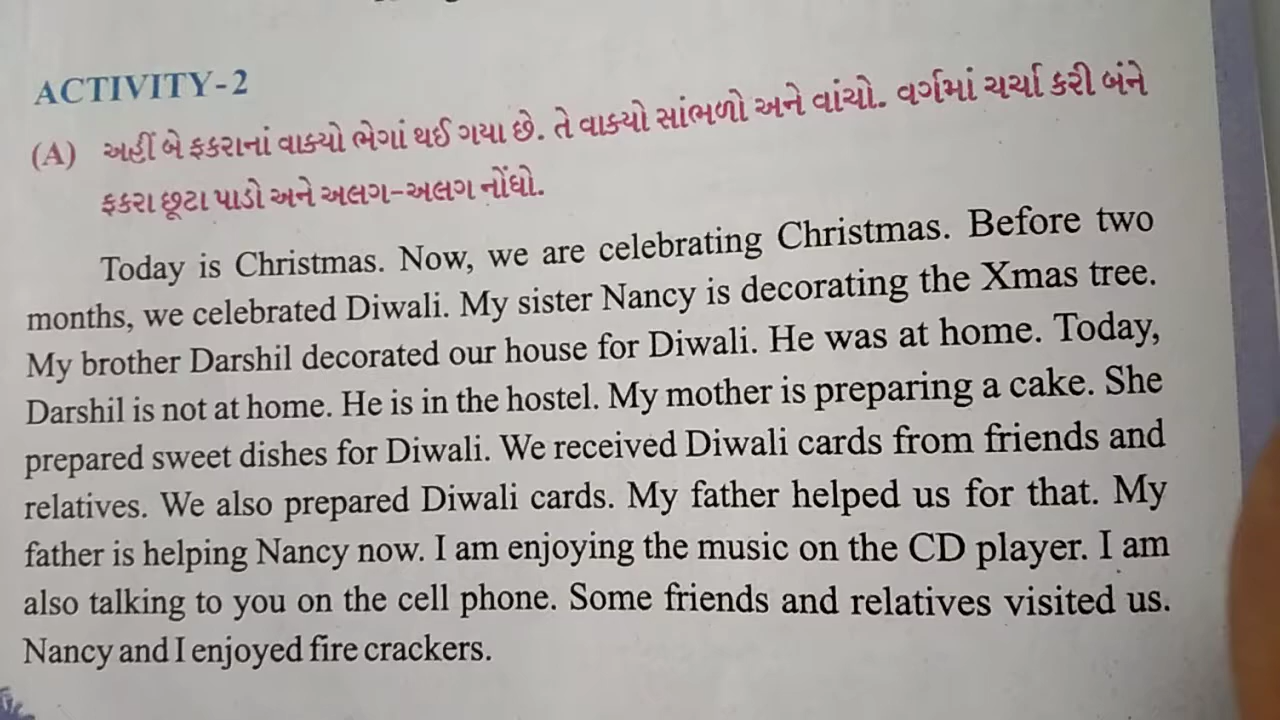 ACTIVITY-2
(A) અહીં બે ફકરાનાં વાક્યો ભેગાં થઈ ગયા છે. તે વાક્યો સાંભળો અને વાંચો. વર્ગમાં ચર્ચા કરી બંને
ફકરા છૂટા પાડો અને અલગ-અલગ નોંધો.
Today is Christmas. Now, we are celebrating Christmas. Before two
months, we celebrated Diwali. My sister Nancy is decorating the Xmas tree.
My brother Darshil decorated our house for Diwali. He was at home. Today,
Darshil is not at home. He is in the hostel. My mother is preparing a cake. She
prepared sweet dishes for Diwali. We received Diwali cards from friends and
relatives. We also prepared Diwali cards. My father helped us for that. My
father is helping Nancy now. I am enjoying the music on the CD player. I am
also talking to you on the cell phone. Some friends and relatives visited us.
Nancy and I enjoyed fire crackers.